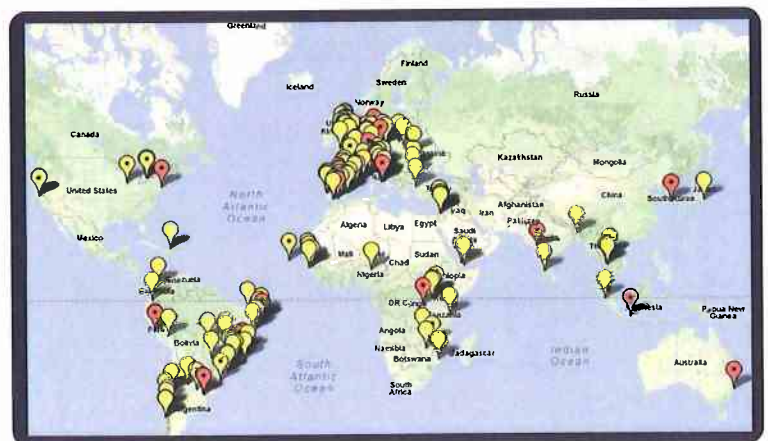 Greenland
Finland
Iceland
Sweden
Russia
Norway
Canada
Kazakhstan
Mongolia
United States
China
North
Atlantic
Ocean
Afghanistan
Iraq
Iran
Algeria
Libya
Egypt
Mexico
Saudi
Mali
Chad
Sudan
Nigeria
DR Congo
Papua New
Guinea
Angola
Bolivia
Namibia
Madagascar
Botswana
Indian
Ocean
Australia
South
Atlantic
Ocean
South
Africa